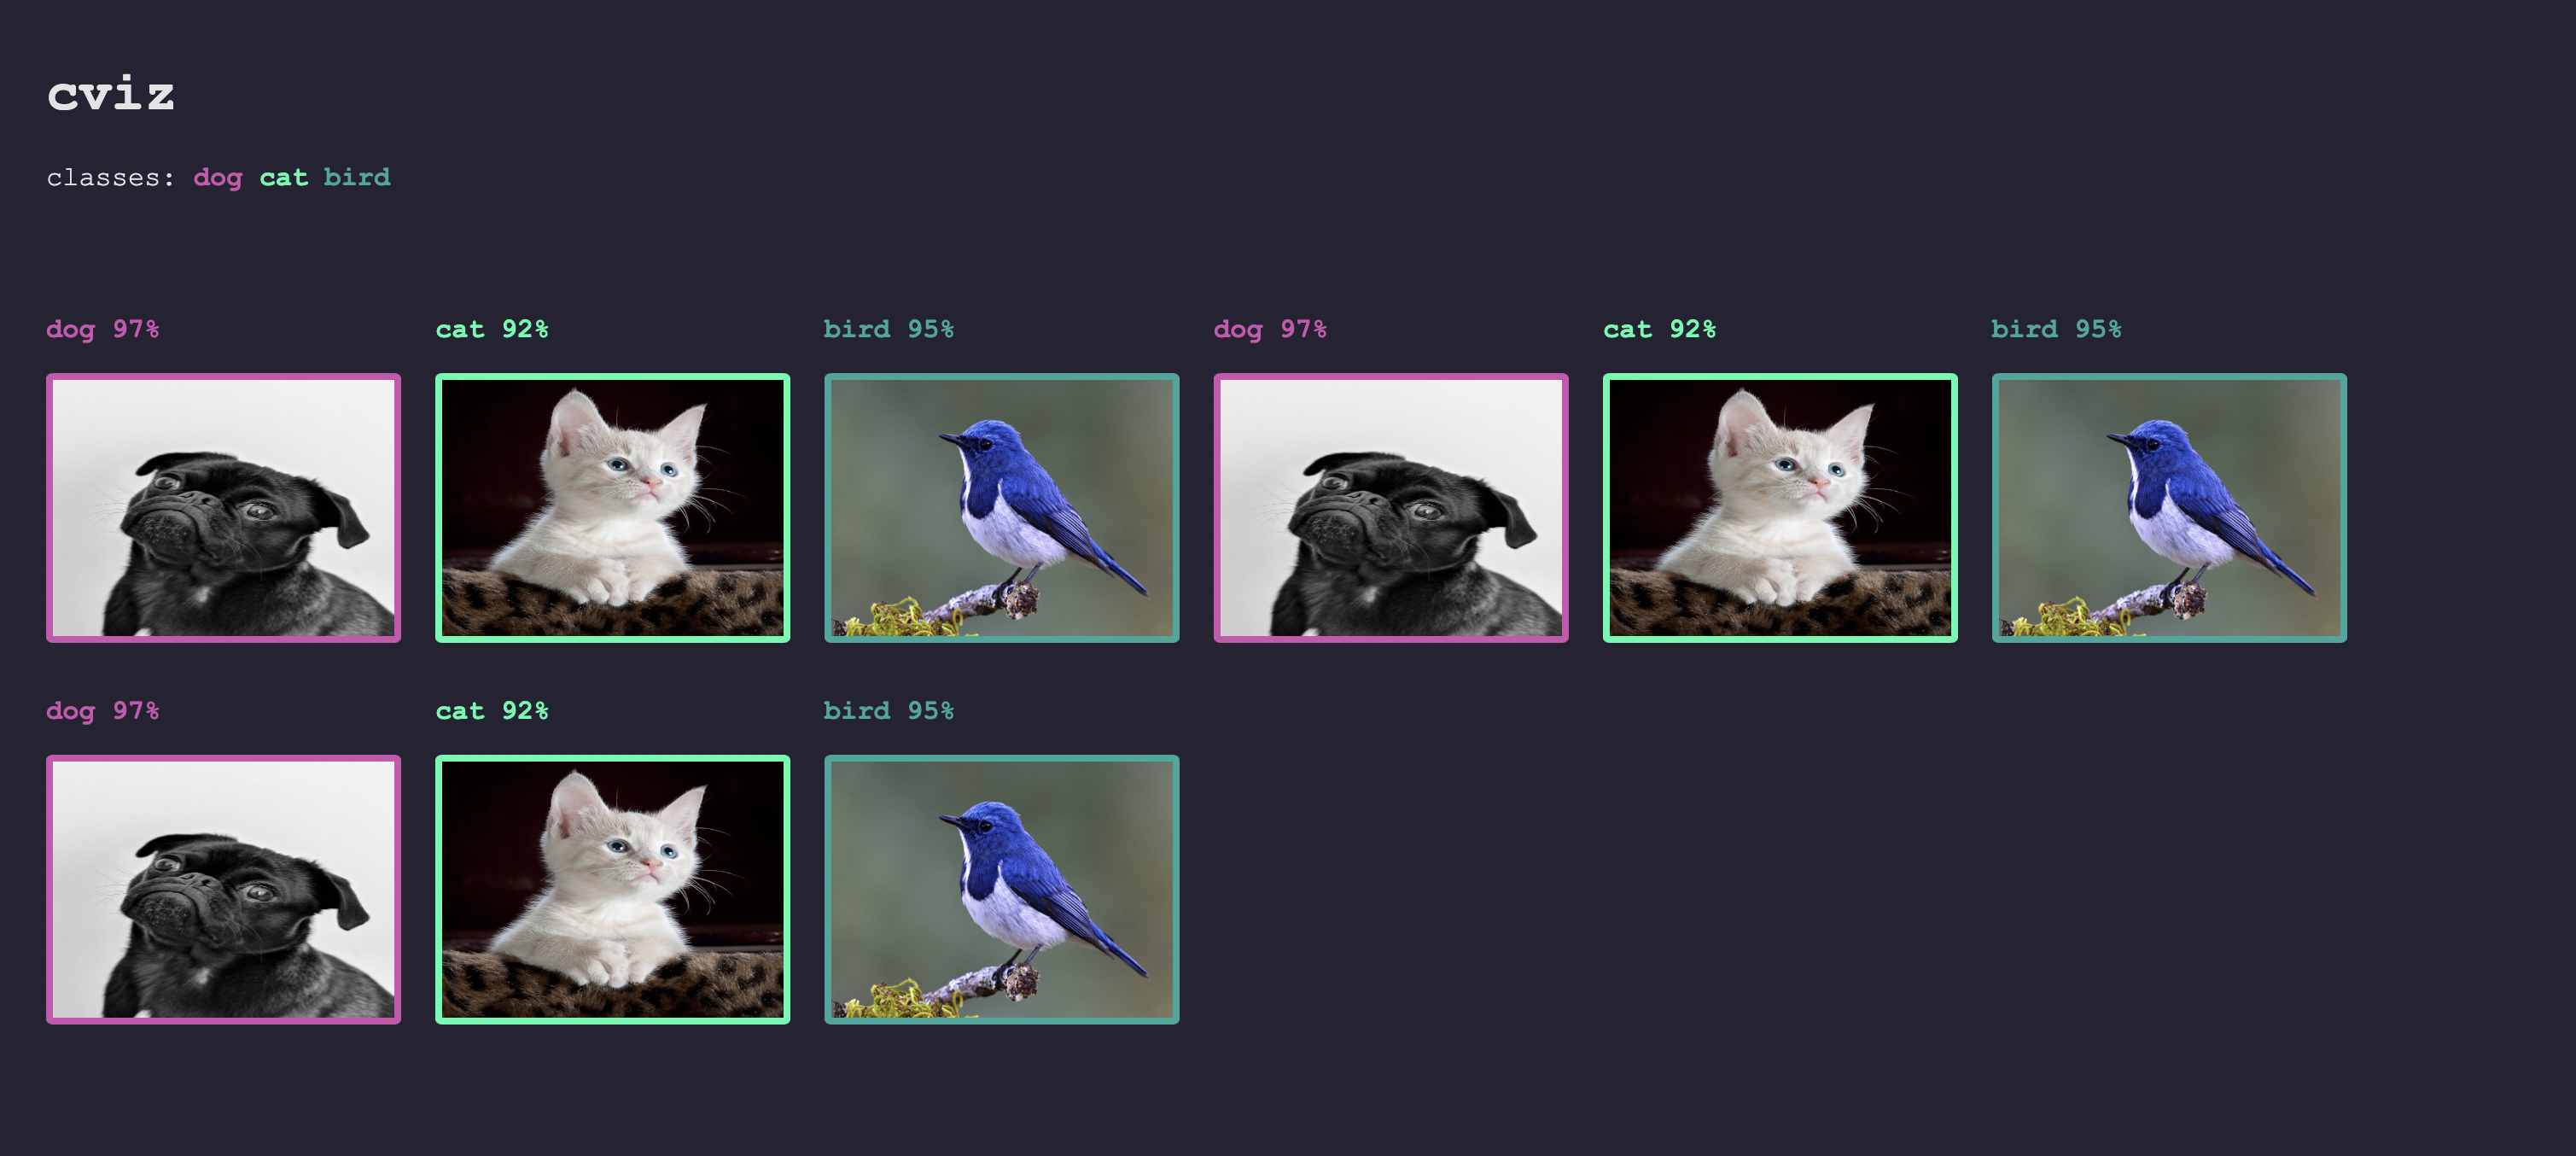 cviz
classes: dog cat bird
dog 97% cat 92% bird 95% dog 97% cat 92% bird 95%
dog 97% cat 92% bird 95%